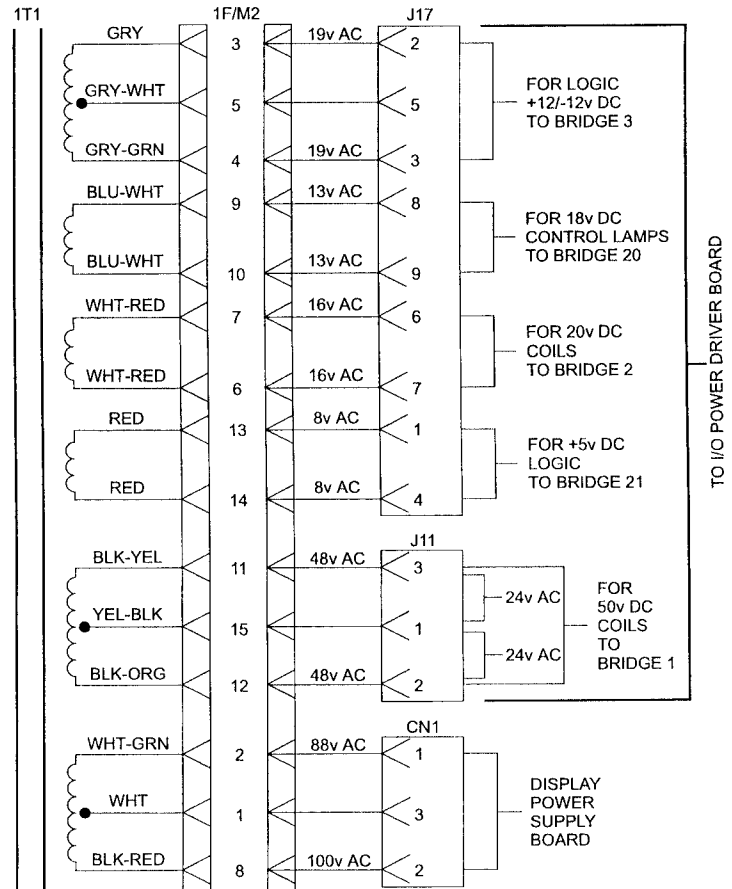 1T1 1F/M2 J17
GRY 3 19v AC 2
GRY-WHT 5 5
GRY-GRN 4 19v AC 3
FOR LOGIC
+12/-12v DC
TO BRIDGE 3
BLU-WHT 9 13v AC 8
BLU-WHT 10 13v AC 9
FOR 18v DC
CONTROL LAMPS
TO BRIDGE 20
WHT-RED 7 16v AC 6
WHT-RED 6 16v AC 7
FOR 20v DC
COILS
TO BRIDGE 2
RED 13 8v AC 1
RED 14 8v AC 4
FOR +5v DC
LOGIC
TO BRIDGE 21
J11
BLK-YEL 11 48v AC 3
YEL-BLK 15 1
BLK-ORG 12 48v AC 2
24v AC
24v AC
FOR
50v DC
COILS
TO
BRIDGE 1
TO I/O POWER DRIVER BOARD
CN1
WHT-GRN 2 88v AC 1
WHT 1 3
BLK-RED 8 100v AC 2
DISPLAY
POWER
SUPPLY
BOARD